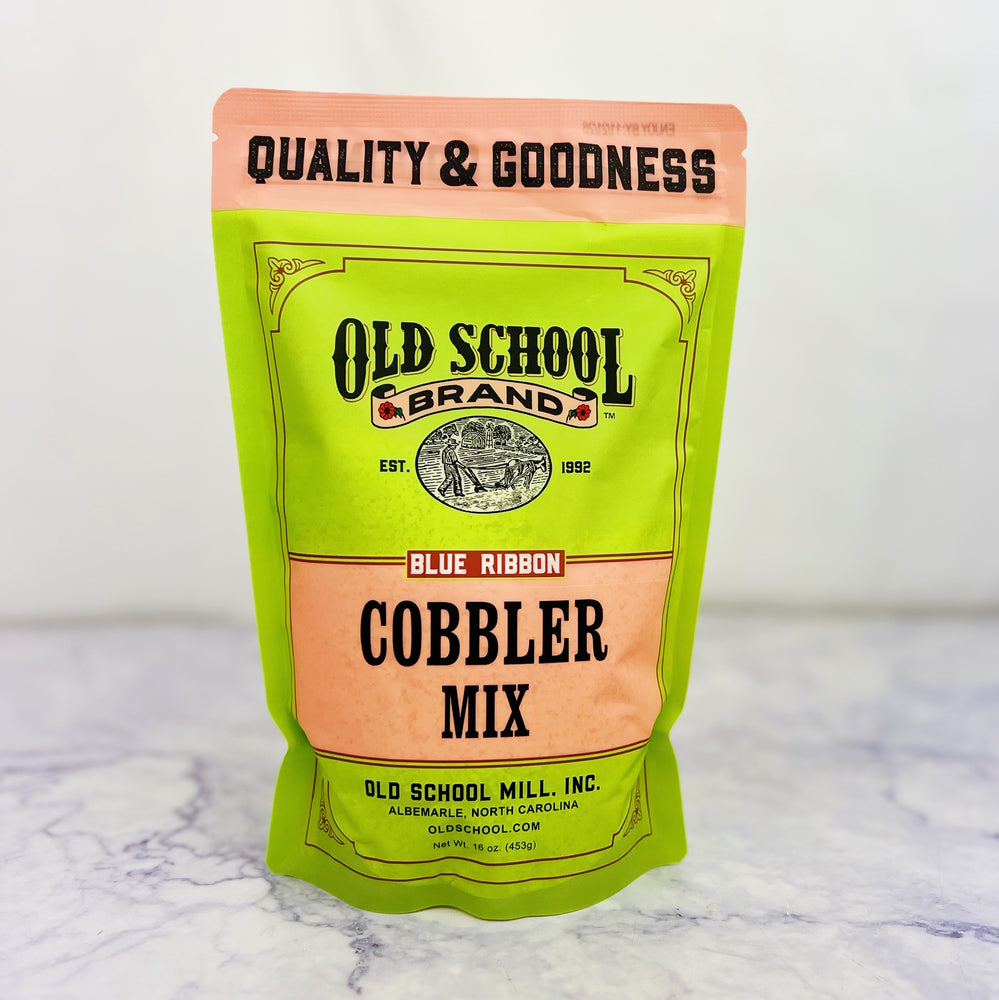 QUALITY & GOODNESS
OLD SCHOOL
BRAND
TM
EST. 1992
BLUE RIBBON
COBBLER
MIX
OLD SCHOOL MILL. INC.
ALBEMARLE, NORTH CAROLINA
OLDSCHOOL.COM
Net Wt. 16 oz. (453g)